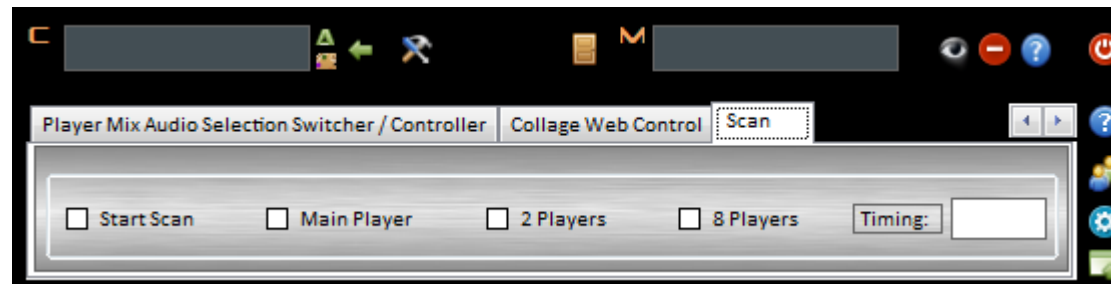 C M
Player Mix Audio Selection Switcher / Controller Collage Web Control Scan
Start Scan Main Player 2 Players 8 Players Timing: